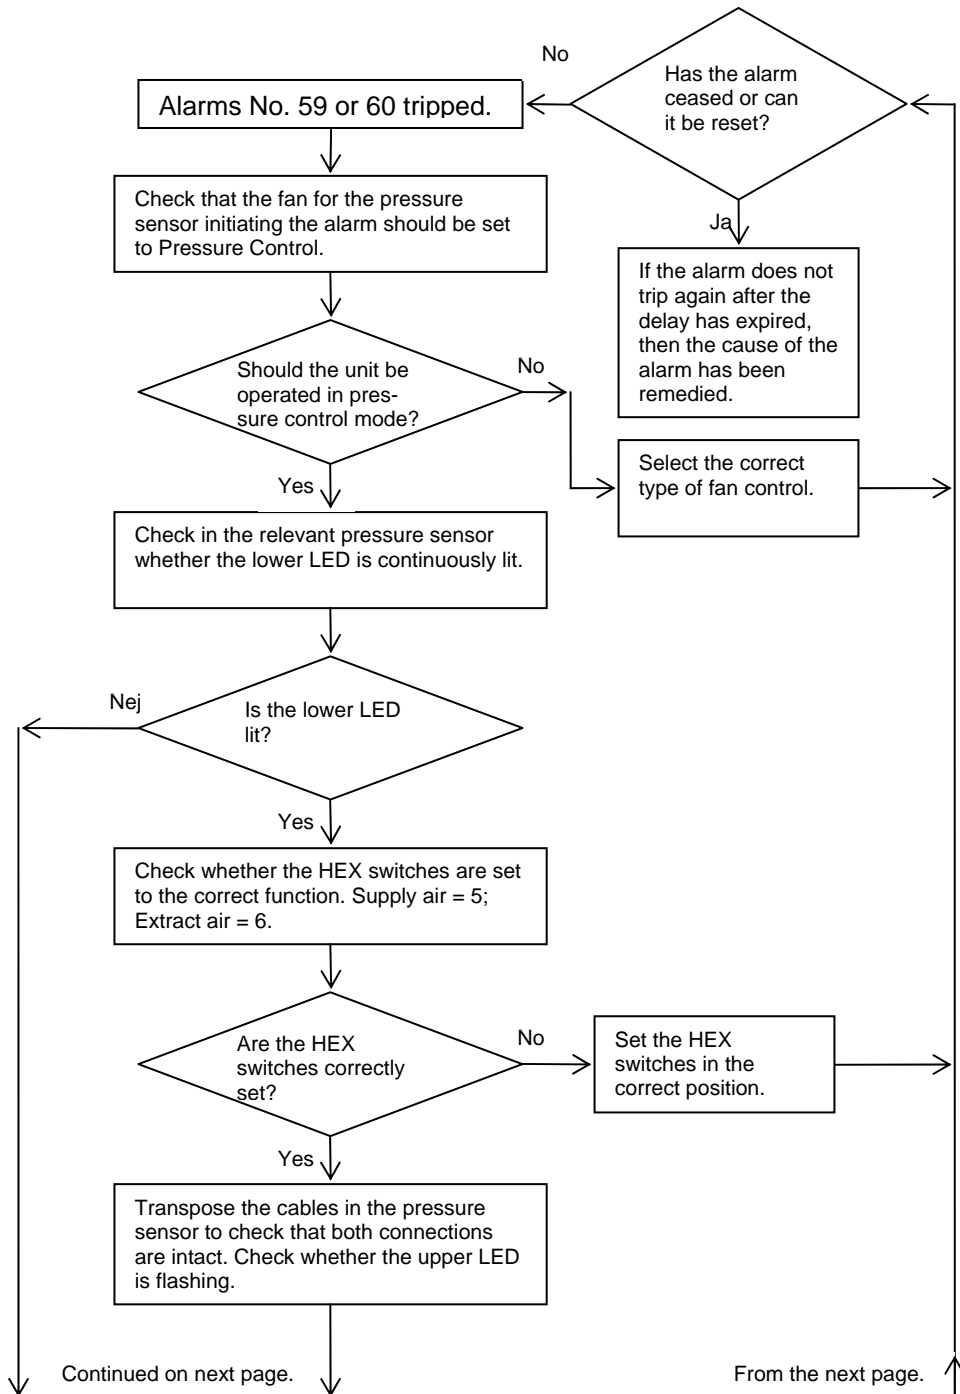 No
Has the alarm
ceased or can
it be reset?
Alarms No. 59 or 60 tripped.
Check that the fan for the pressure
sensor initiating the alarm should be set
to Pressure Control.
Ja
If the alarm does not
trip again after the
delay has expired,
then the cause of the
alarm has been
remedied.
Should the unit be
operated in pres-
sure control mode?
No
Select the correct
type of fan control.
Yes
Check in the relevant pressure sensor
whether the lower LED is continuously lit.
Nej
Is the lower LED
lit?
Yes
Check whether the HEX switches are set
to the correct function. Supply air = 5;
Extract air = 6.
Are the HEX
switches correctly
set?
No
Set the HEX
switches in the
correct position.
Yes
Transpose the cables in the pressure
sensor to check that both connections
are intact. Check whether the upper LED
is flashing.
Continued on next page.
From the next page.